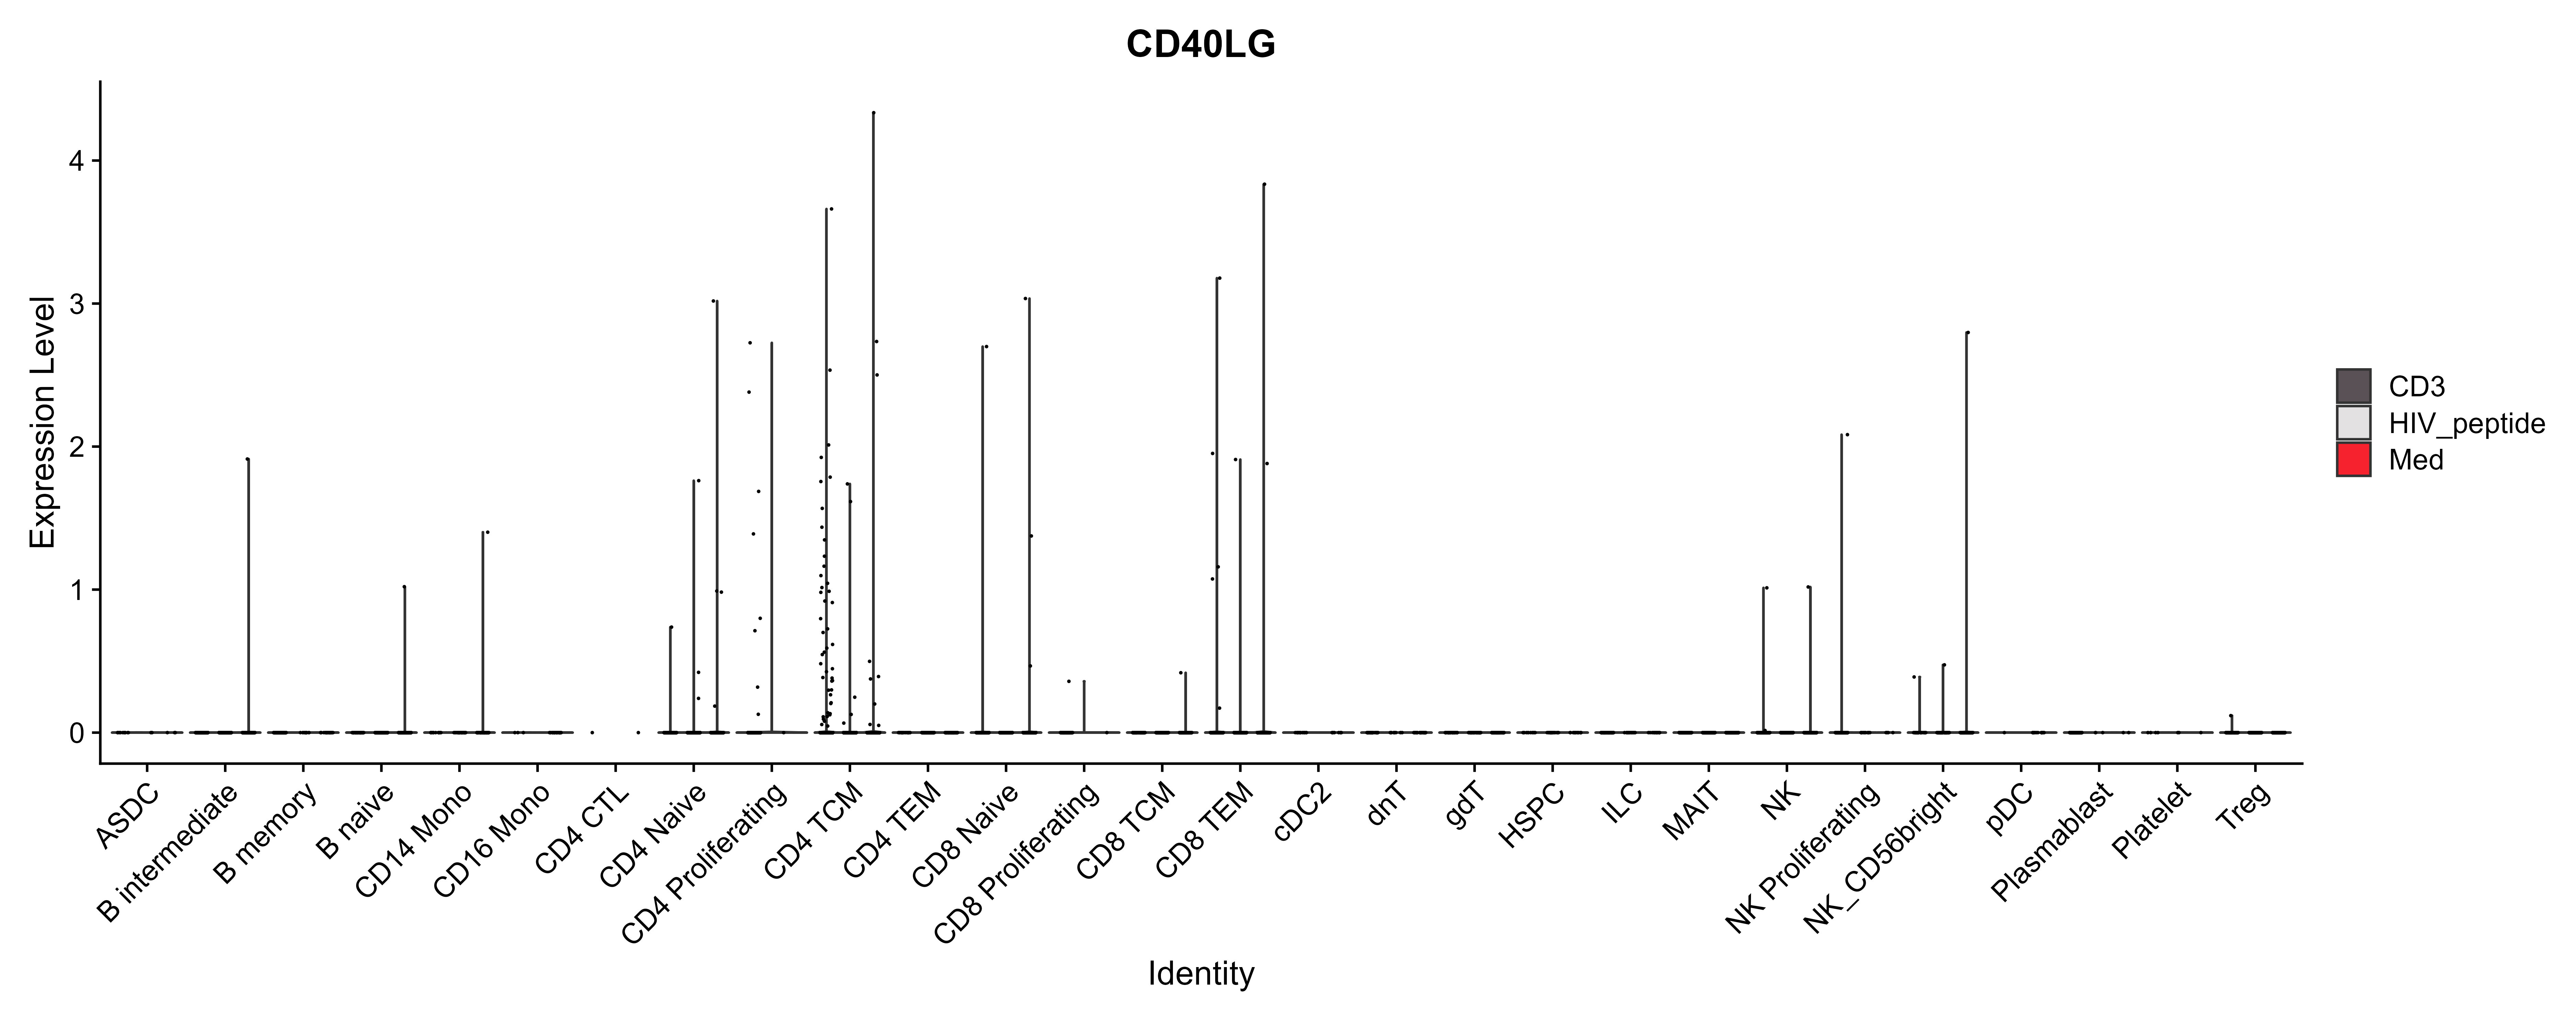 CD40LG
Expression Level
4
3
2
1
0
ASDC
B intermediate
B memory
B naive
CD14 Mono
CD16 Mono
CD4 CTL
CD4 Naive
CD4 Proliferating
CD4 TCM
CD4 TEM
CD8 Naive
CD8 Proliferating
CD8 TCM
CD8 TEM
cDC2
dnT
gdT
HSPC
ILC
MAIT
NK
NK Proliferating
NK_CD56bright
pDC
Plasmablast
Platelet
Treg
Identity
CD3
HIV_peptide
Med